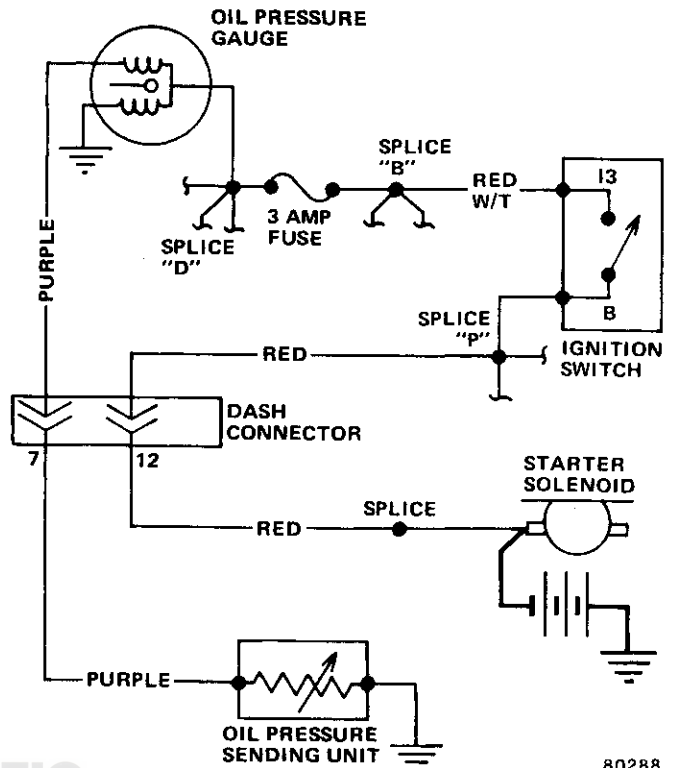 OIL PRESSURE
GAUGE
SPLICE
"B"
RED
W/T
I3
3 AMP
FUSE
SPLICE
"D"
PURPLE
B
SPLICE
"P"
IGNITION
SWITCH
RED
DASH
CONNECTOR
7
12
STARTER
SOLENOID
SPLICE
RED
PURPLE
OIL PRESSURE
SENDING UNIT
80288